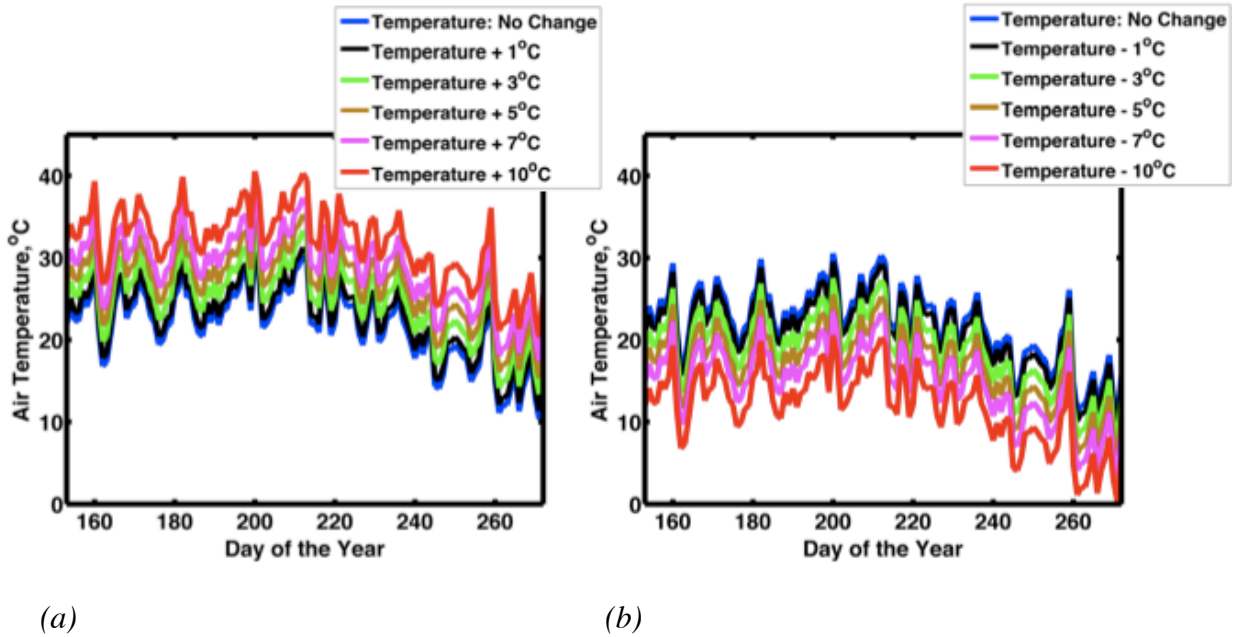 Temperature: No Change
Temperature + 1°C
Temperature + 3°C
Temperature + 5°C
Temperature + 7°C
Temperature + 10°C
40
30
20
10
0
Air Temperature,°C
160 180 200 220 240 260
Day of the Year
(a)
Temperature: No Change
Temperature - 1°C
Temperature - 3°C
Temperature - 5°C
Temperature - 7°C
Temperature - 10°C
40
30
20
10
0
Air Temperature,°C
160 180 200 220 240 260
Day of the Year
(b)